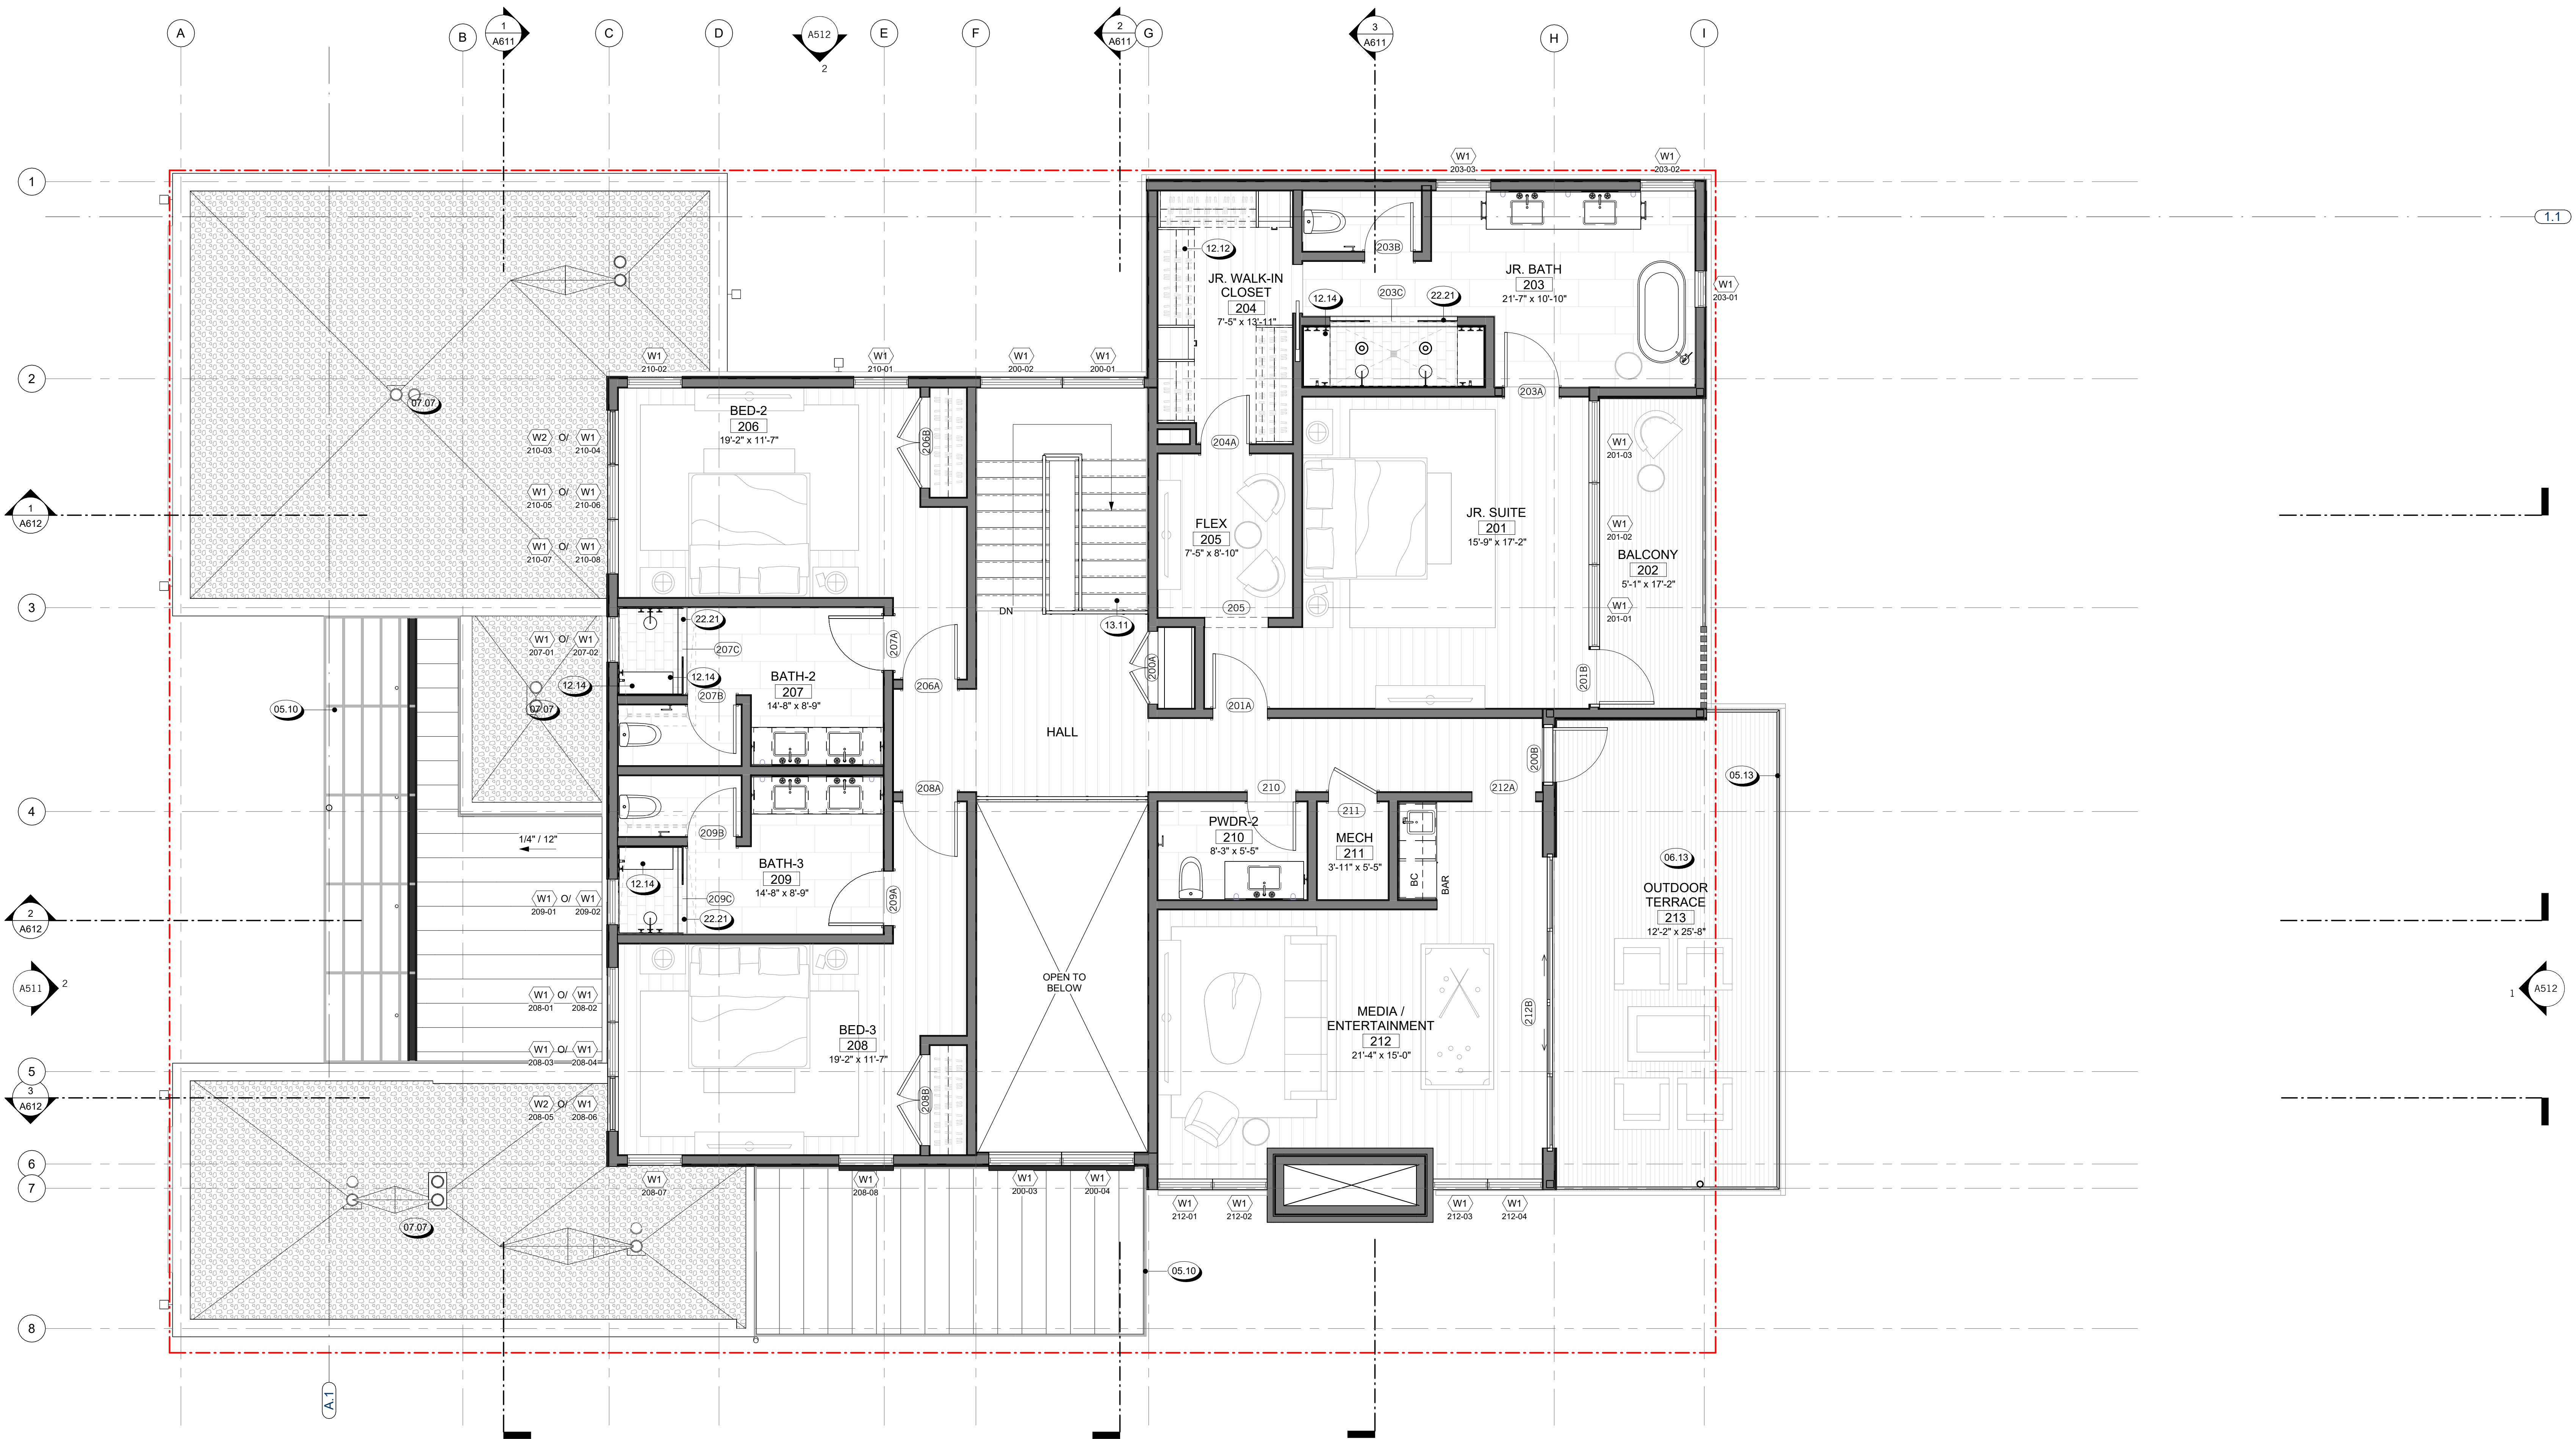 A
B
1
A611
C
D
A512
2
E
F
2
A611
G
3
A611
H
I
1
W1
203-03
W1
203-02
1.1
203B
12.12
JR. WALK-IN
CLOSET
204
7'-5" x 13'-11"
JR. BATH
203
21'-7" x 10'-10"
12.14
203C
22.21
W1
203-01
2
W1
210-02
W1
210-01
W1
200-02
W1
200-01
07.07
203A
BED-2
206
19'-2" x 11'-7"
206B
204A
W2 O/ W1
210-03 210-04
W1
201-03
W1 O/ W1
210-05 210-06
1
A612
FLEX
205
7'-5" x 8'-10"
JR. SUITE
201
15'-9" x 17'-2"
W1
201-02
BALCONY
202
5'-1" x 17'-2"
W1 O/ W1
210-07 210-08
3
DN
205
W1
201-01
13.11
22.21
W1 O/ W1
207-01 207-02
207C
207A
200A
201B
12.14
12.14
207B
BATH-2
207
14'-8" x 8'-9"
206A
05.10
07.07
201A
HALL
200B
05.13
4
208A
210
212A
211
PWDR-2
210
8'-3" x 5'-5"
MECH
211
3'-11" x 5'-5"
BC
BAR
1/4" / 12"
209B
BATH-3
209
14'-8" x 8'-9"
12.14
209C
209A
22.21
W1 O/ W1
209-01 209-02
2
A612
06.13
OUTDOOR
TERRACE
213
12'-2" x 25'-8"
A511
2
W1 O/ W1
208-01 208-02
OPEN TO
BELOW
212B
1
A512
BED-3
208
19'-2" x 11'-7"
MEDIA /
ENTERTAINMENT
212
21'-4" x 15'-0"
W1 O/ W1
208-03 208-04
5
3
A612
W2 O/ W1
208-05 208-06
208B
6
7
W1
208-07
W1
208-08
W1
200-03
W1
200-04
W1
212-01
W1
212-02
W1
212-03
W1
212-04
07.07
05.10
8
A.1